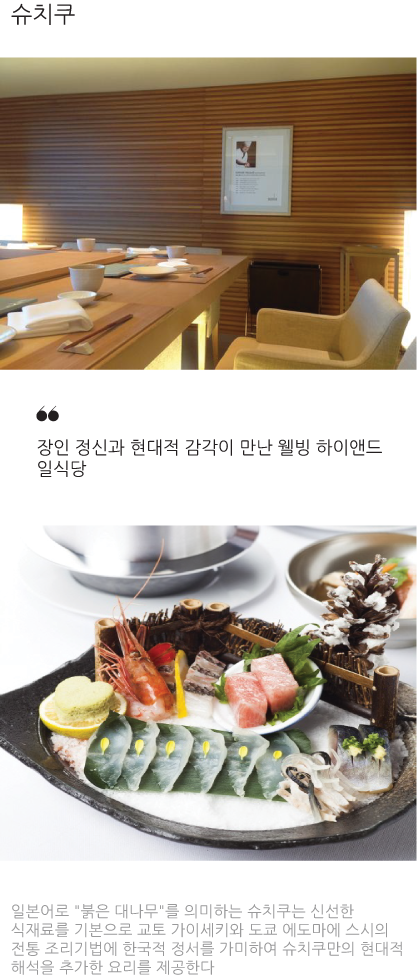 슈치쿠
장인 정신과 현대적 감각이 만난 웰빙 하이앤드
일식당
일본어로 "붉은 대나무"를 의미하는 슈치쿠는 신선한
식재료를 기본으로 교토 가이세키와 도쿄 에도마에 스시의
전통 조리기법에 한국적 정서를 가미하여 슈치쿠만의 현대적
해석을 추가한 요리를 제공한다